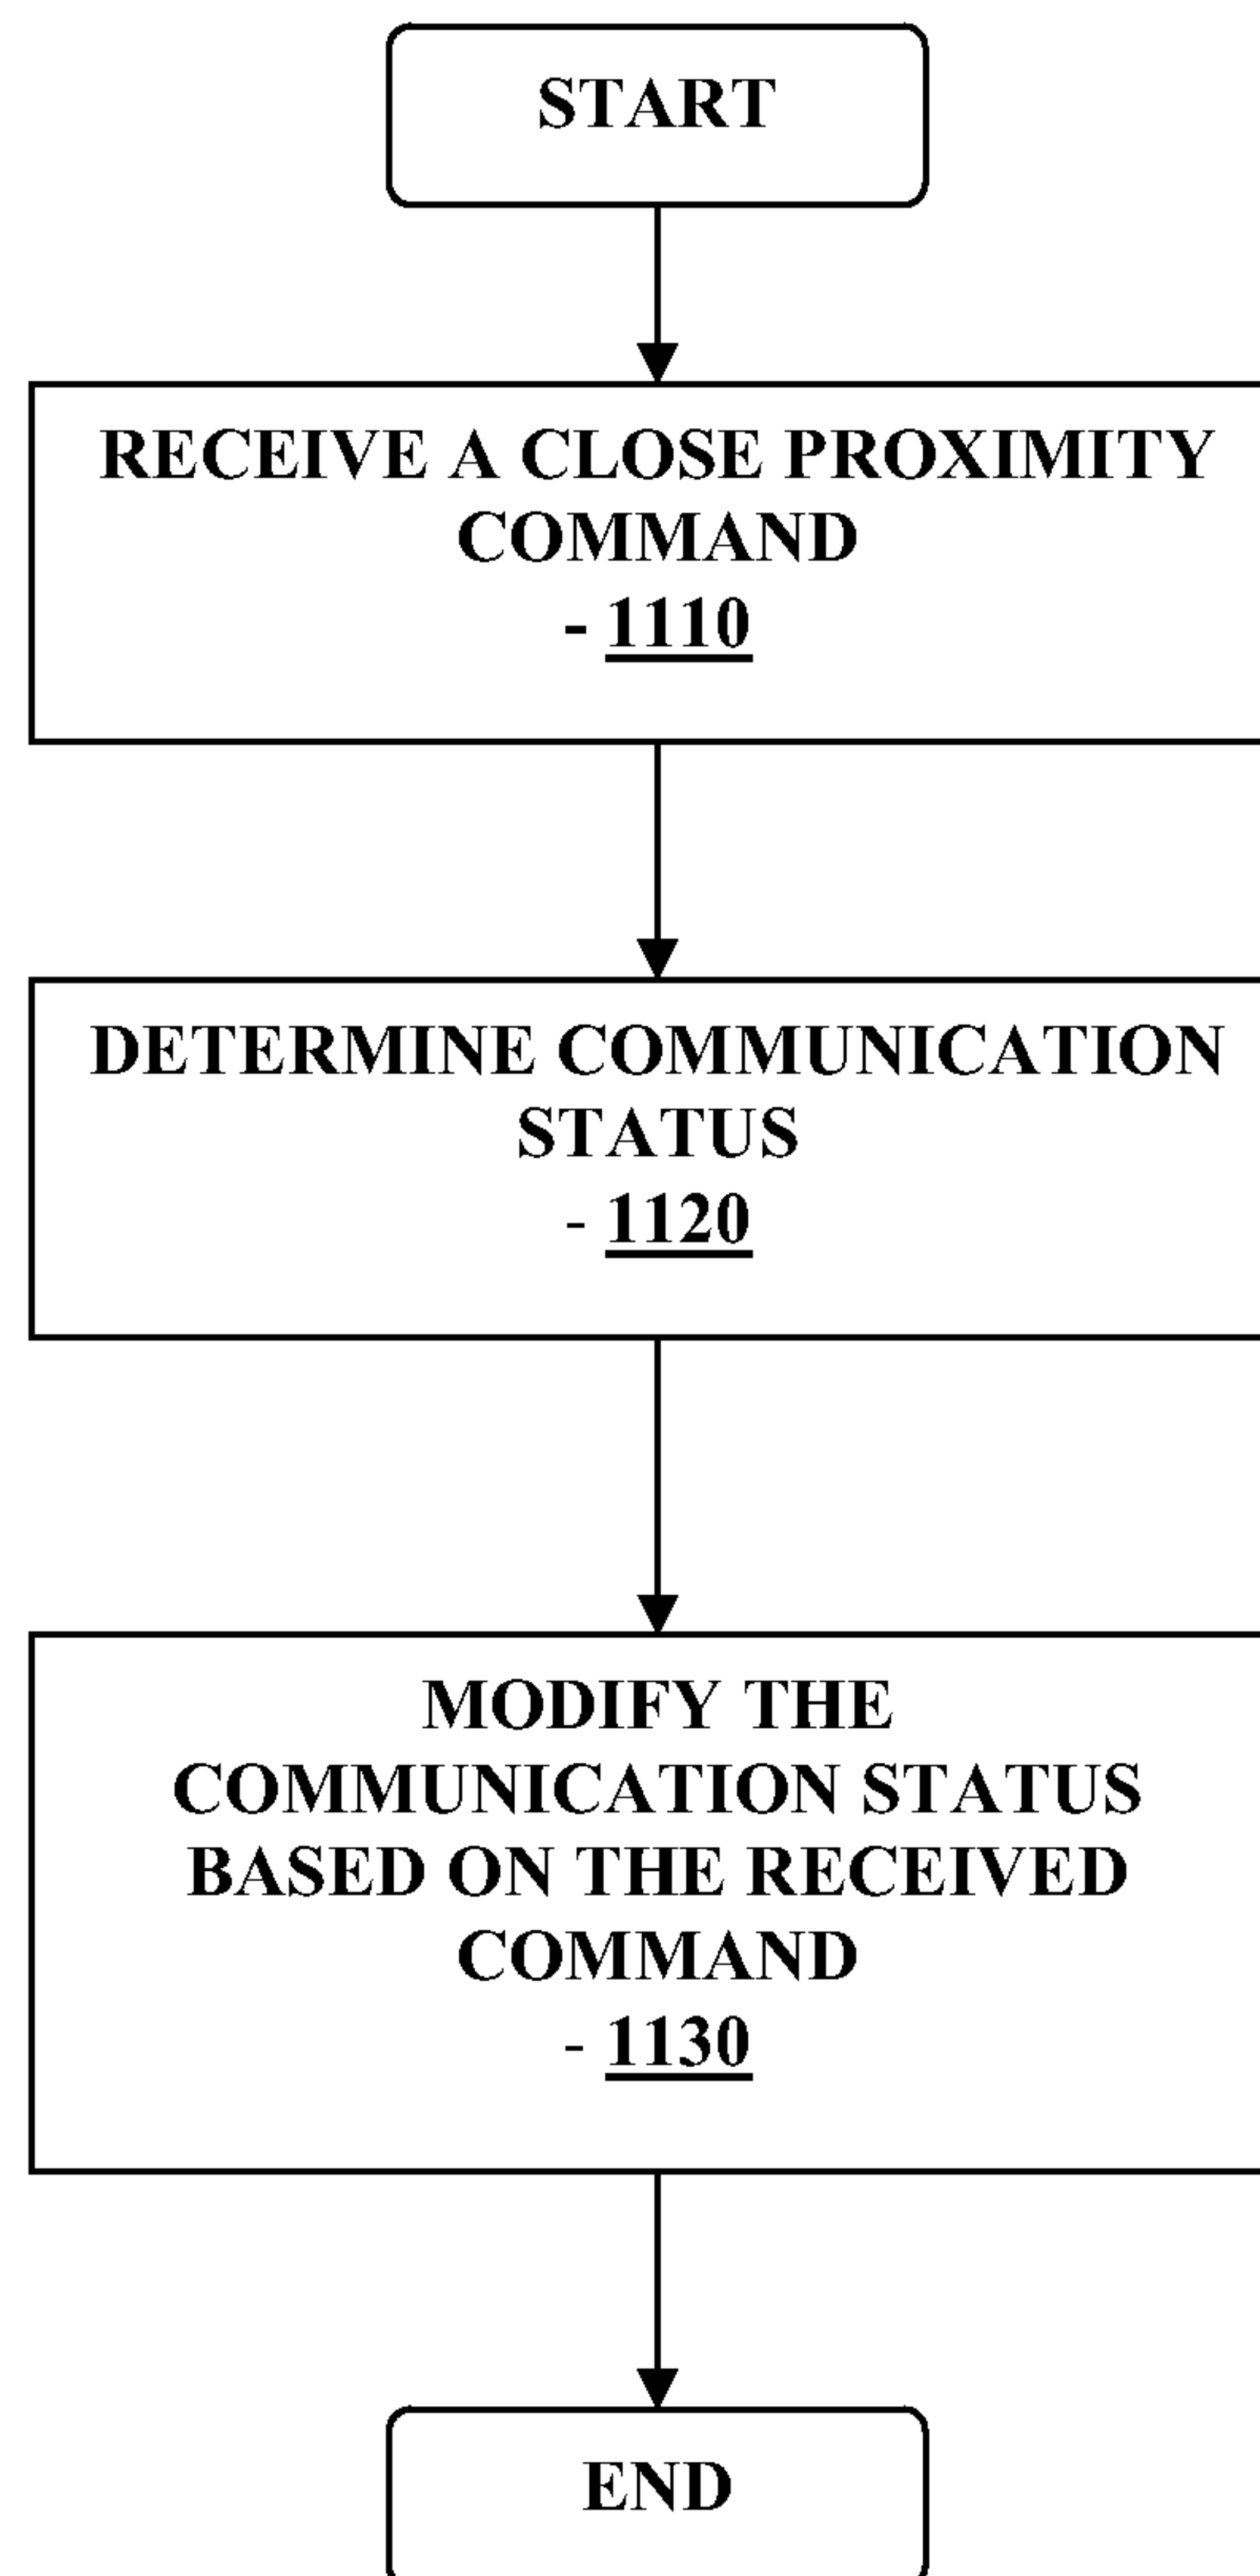 START
RECEIVE A CLOSE PROXIMITY
COMMAND
- 1110
DETERMINE COMMUNICATION
STATUS
- 1120
MODIFY THE
COMMUNICATION STATUS
BASED ON THE RECEIVED
COMMAND
- 1130
END